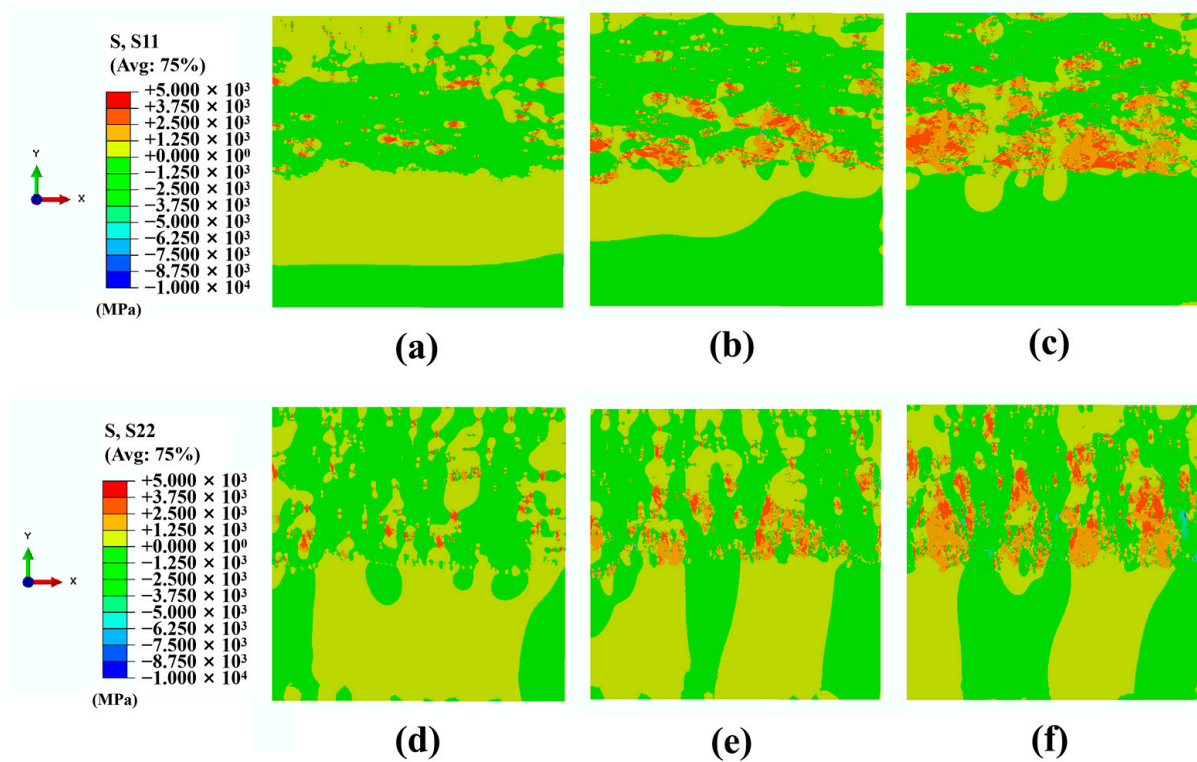 S, S11
(Avg: 75%)
+5.000 × 10³
+3.750 × 10³
+2.500 × 10³
+1.250 × 10³
+0.000 × 10⁰
−1.250 × 10³
−2.500 × 10³
−3.750 × 10³
−5.000 × 10³
−6.250 × 10³
−7.500 × 10³
−8.750 × 10³
−1.000 × 10⁴
(MPa)
Y
X
(a)
(b)
(c)
S, S22
(Avg: 75%)
+5.000 × 10³
+3.750 × 10³
+2.500 × 10³
+1.250 × 10³
+0.000 × 10⁰
−1.250 × 10³
−2.500 × 10³
−3.750 × 10³
−5.000 × 10³
−6.250 × 10³
−7.500 × 10³
−8.750 × 10³
−1.000 × 10⁴
(MPa)
Y
X
(d)
(e)
(f)